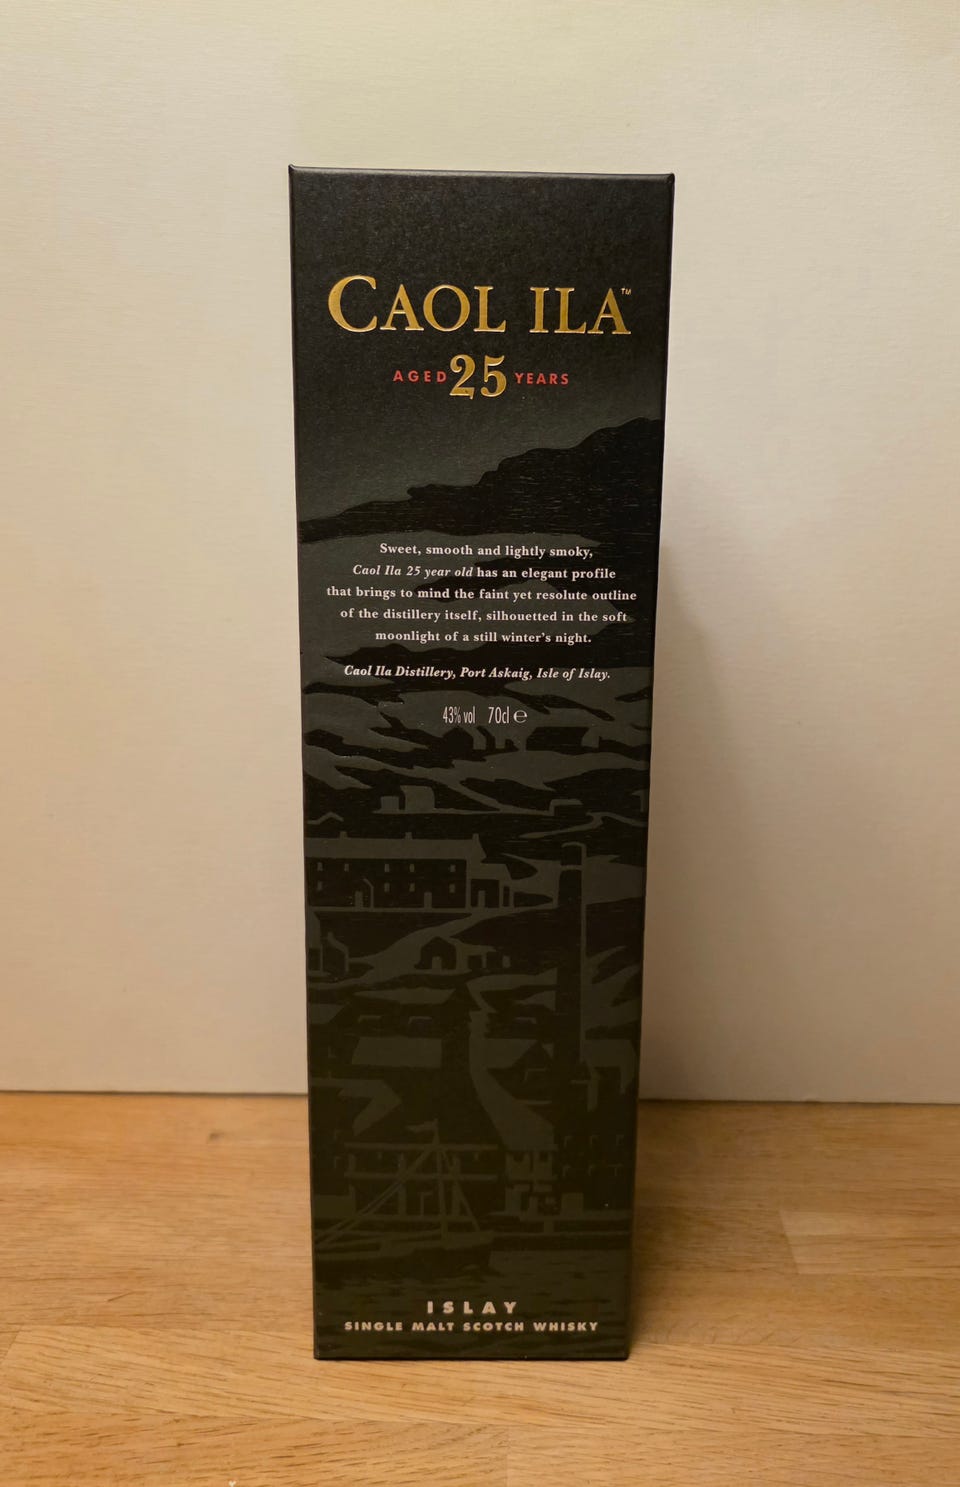 CAOL ILA™
AGED 25 YEARS
Sweet, smooth and lightly smoky,
Caol Ila 25 year old has an elegant profile
that brings to mind the faint yet resolute outline
of the distillery itself, silhouetted in the soft
moonlight of a still winter's night.
Caol Ila Distillery, Port Askaig, Isle of Islay.
43% vol 70cl ℮
ISLAY
SINGLE MALT SCOTCH WHISKY